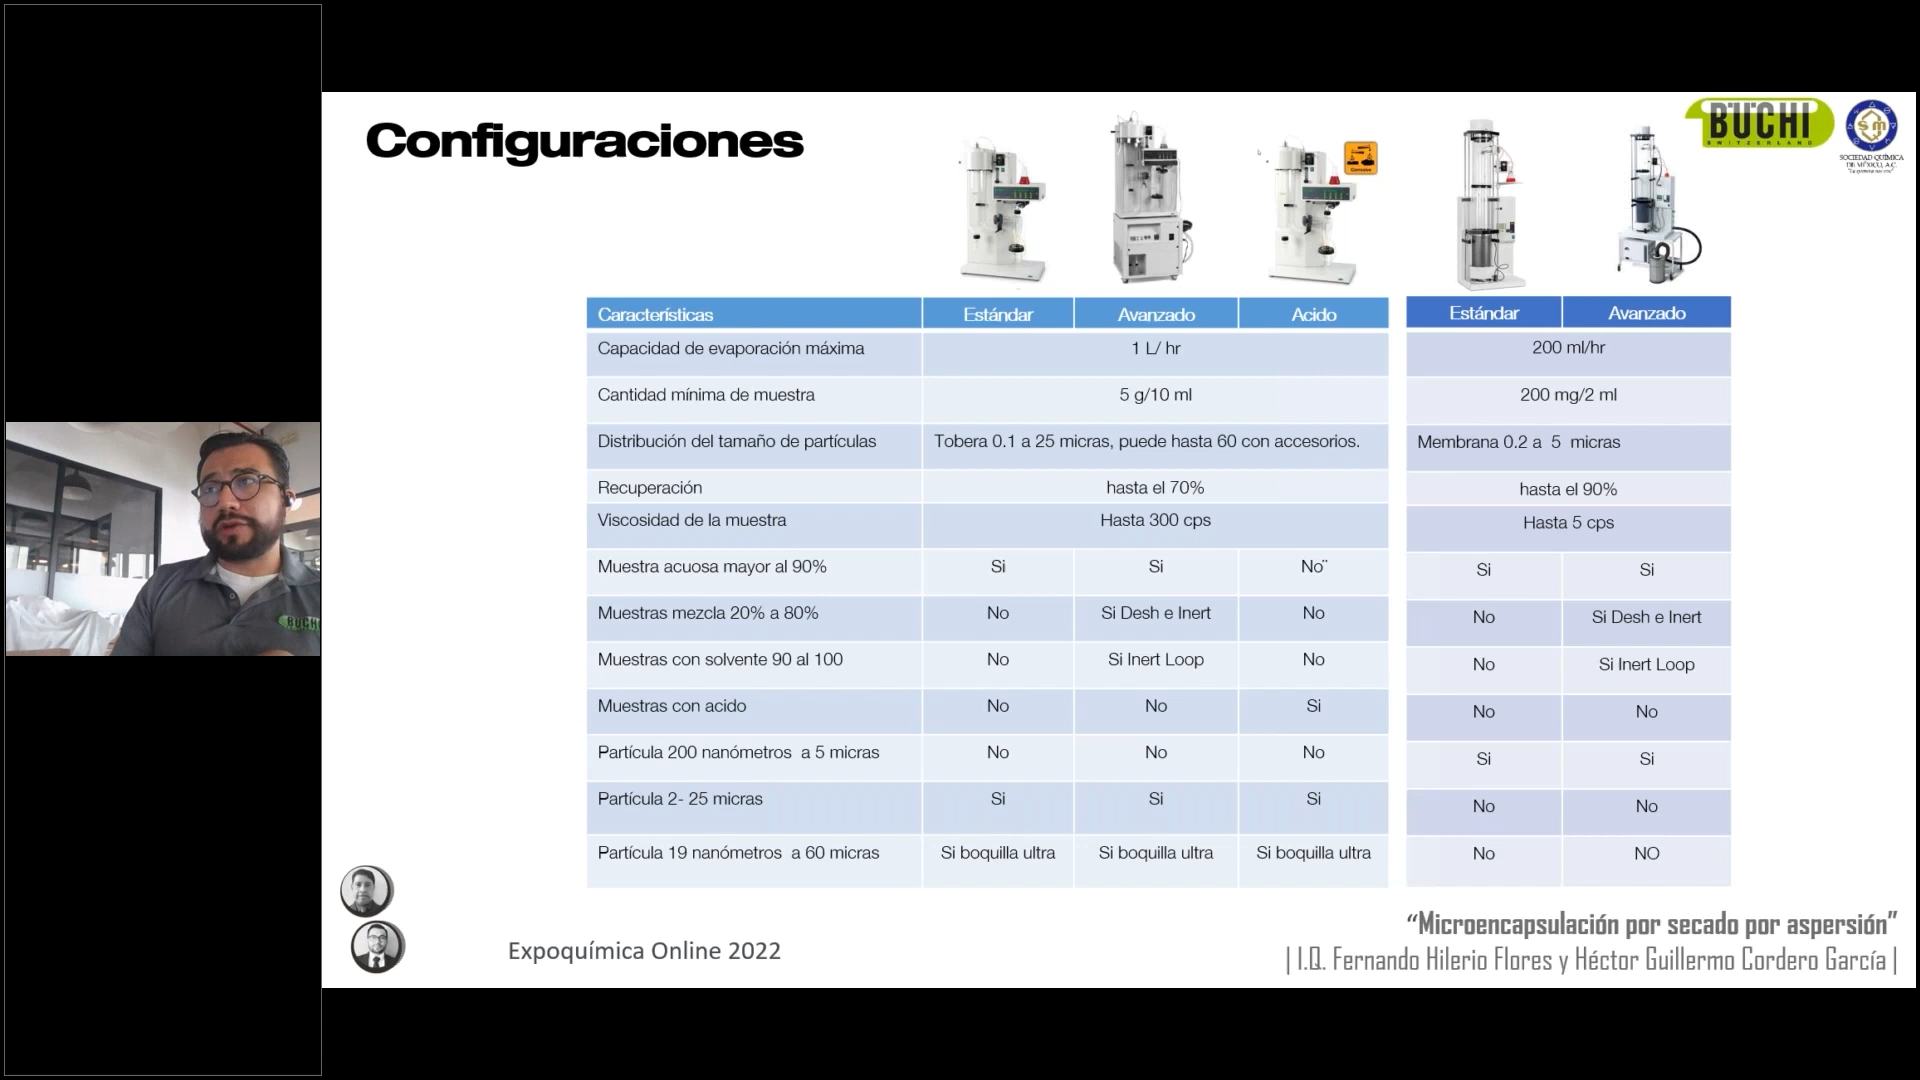 Configuraciones
BÜCHI
SWITZERLAND
SOCIEDAD QUÍMICA
DE MÉXICO, A.C.
Corrosive
Características Estándar Avanzado Acido Estándar Avanzado
Capacidad de evaporación máxima 1 L/ hr 200 ml/hr
Cantidad mínima de muestra 5 g/10 ml 200 mg/2 ml
Distribución del tamaño de partículas Tobera 0.1 a 25 micras, puede hasta 60 con accesorios. Membrana 0.2 a 5 micras
Recuperación hasta el 70% hasta el 90%
Viscosidad de la muestra Hasta 300 cps Hasta 5 cps
Muestra acuosa mayor al 90% Si Si No¨ Si Si
Muestras mezcla 20% a 80% No Si Desh e Inert No No Si Desh e Inert
Muestras con solvente 90 al 100 No Si Inert Loop No No Si Inert Loop
Muestras con acido No No Si No No
Partícula 200 nanómetros a 5 micras No No No Si Si
Partícula 2- 25 micras Si Si Si No No
Partícula 19 nanómetros a 60 micras Si boquilla ultra Si boquilla ultra Si boquilla ultra No NO
BÜCHI
Expoquímica Online 2022
“Microencapsulación por secado por aspersión”
| I.Q. Fernando Hilerio Flores y Héctor Guillermo Cordero García |